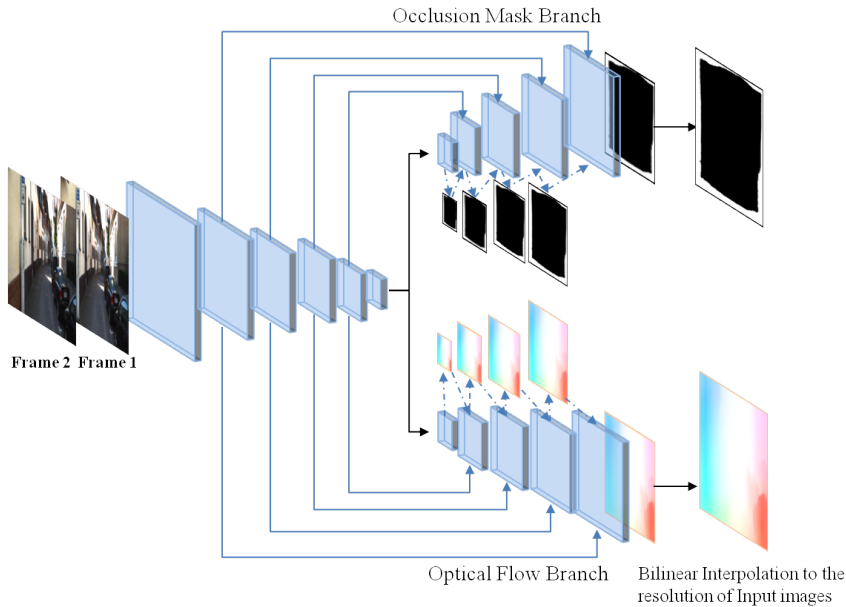 Occlusion Mask Branch
Frame 2 Frame 1
Optical Flow Branch
Bilinear Interpolation to the
resolution of Input images